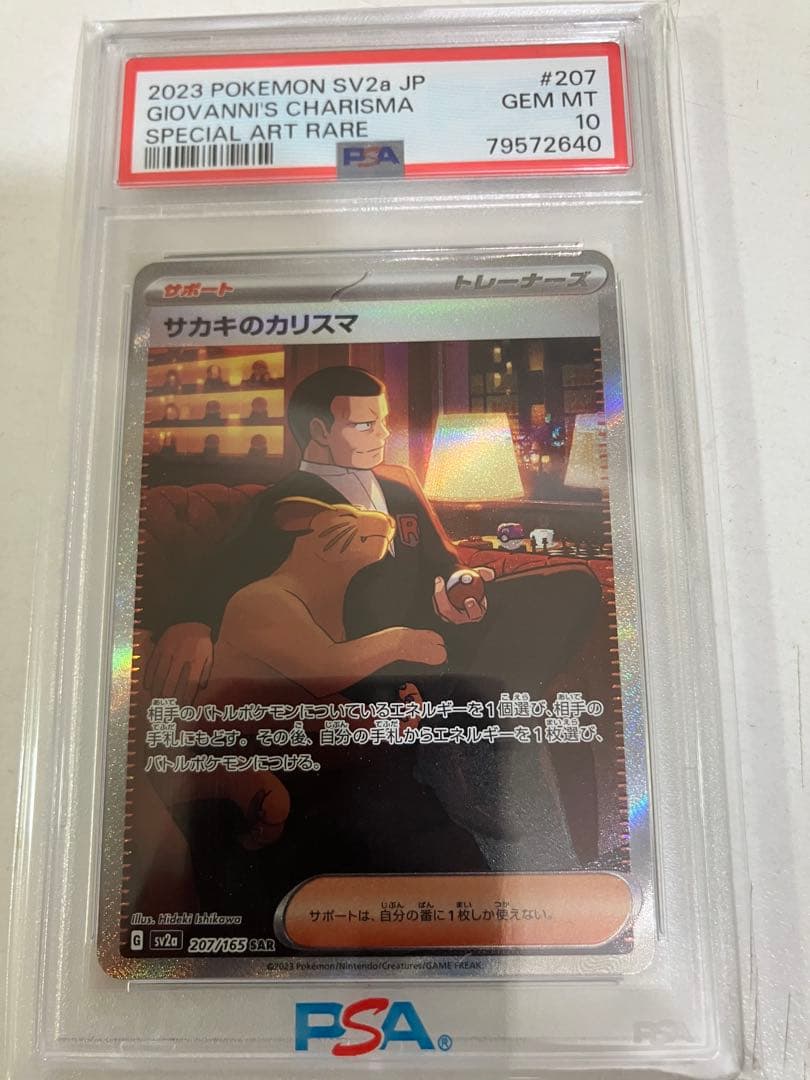 2023 POKEMON SV2a JP #207
GIOVANNI'S CHARISMA GEM MT
SPECIAL ART RARE 10
PSA 79572640
サポート トレーナーズ
サカキのカリスマ
R
相手のバトルポケモンについているエネルギーを1個選び、相手の
手札にもどす。その後、自分の手札からエネルギーを1枚選び、
バトルポケモンにつける。
サポートは、自分の番に1枚しか使えない。
Illus. Hideki Ishikawa
G sv2a 207/165 SAR
©2023 Pokémon/Nintendo/Creatures/GAME FREAK.
PSA®
PSA